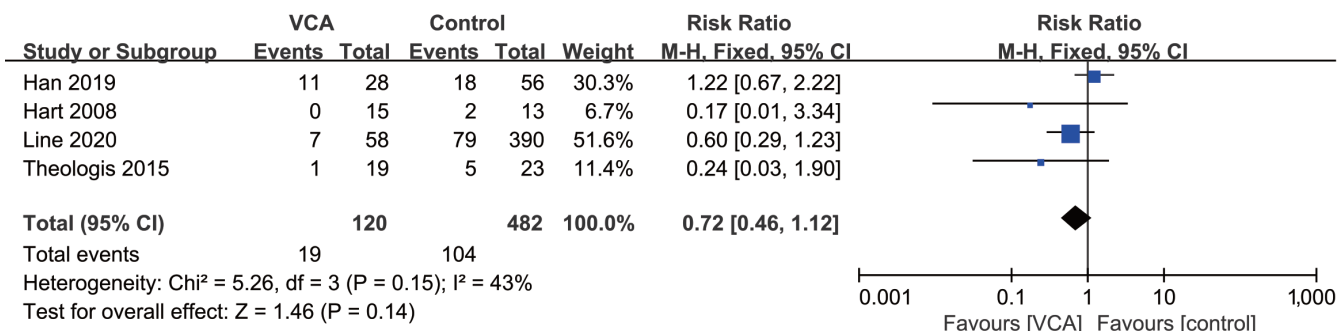 VCA Control Risk Ratio Risk Ratio
Study or Subgroup Events Total Events Total Weight M-H, Fixed, 95% CI M-H, Fixed, 95% CI
Han 2019 11 28 18 56 30.3% 1.22 [0.67, 2.22]
Hart 2008 0 15 2 13 6.7% 0.17 [0.01, 3.34]
Line 2020 7 58 79 390 51.6% 0.60 [0.29, 1.23]
Theologis 2015 1 19 5 23 11.4% 0.24 [0.03, 1.90]
Total (95% CI) 120 482 100.0% 0.72 [0.46, 1.12]
Total events 19 104
Heterogeneity: Chi² = 5.26, df = 3 (P = 0.15); I² = 43%
Test for overall effect: Z = 1.46 (P = 0.14)
0.001 0.1 1 10 1,000
Favours [VCA] Favours [control]